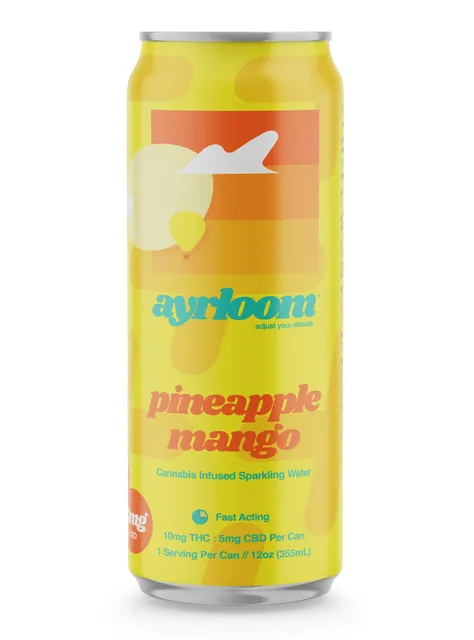 ayrloom
adjust your altitude
pineapple
mango
Cannabis Infused Sparkling Water
mg
Fast Acting
10mg THC : 5mg CBD Per Can
1 Serving Per Can // 12oz (355mL)